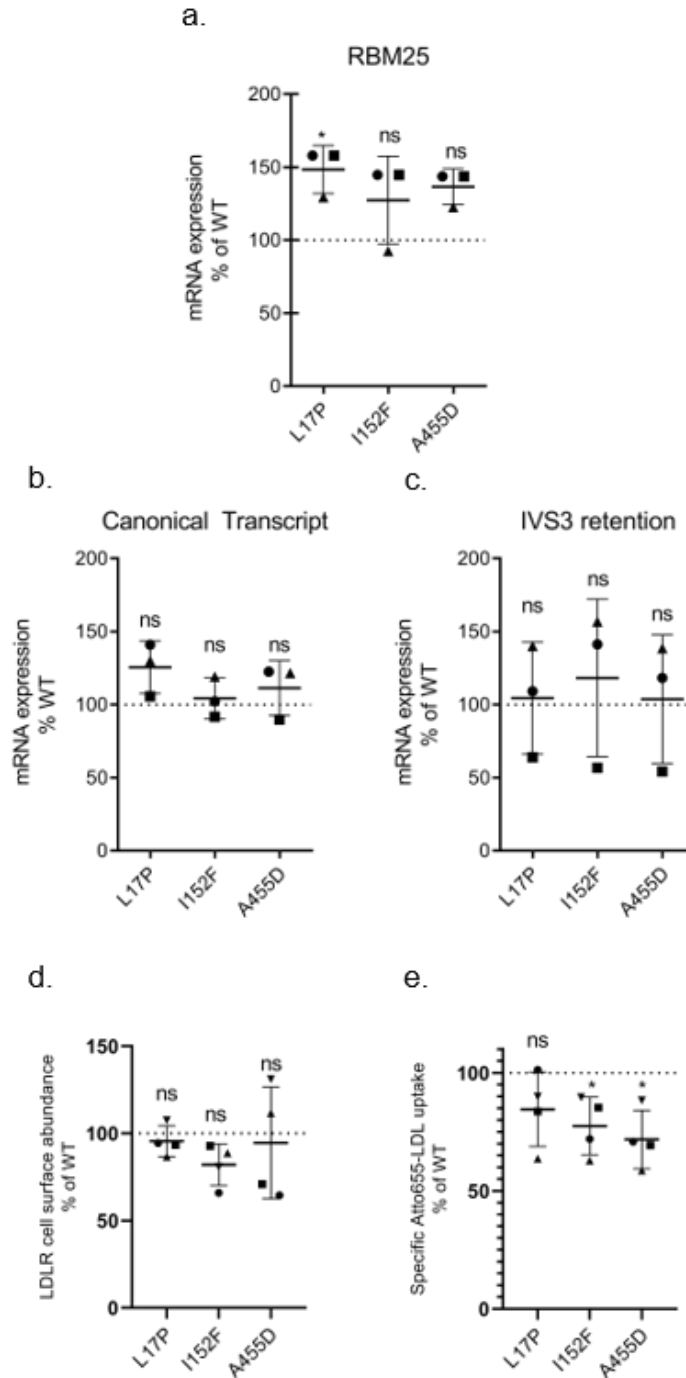 a.
RBM25
mRNA expression
% of WT
200
150
100
50
0
*
ns
ns
L17P
I152F
A455D
b.
Canonical Transcript
mRNA expression
% WT
200
150
100
50
0
ns
ns
ns
L17P
I152F
A455D
c.
IVS3 retention
mRNA expression
% of WT
200
150
100
50
0
ns
ns
ns
L17P
I152F
A455D
d.
LDLR cell surface abundance
% of WT
150
100
50
0
ns
ns
ns
L17P
I152F
A455D
e.
Specific Atto655-LDL uptake
% of WT
100
50
0
ns
*
*
L17P
I152F
A455D